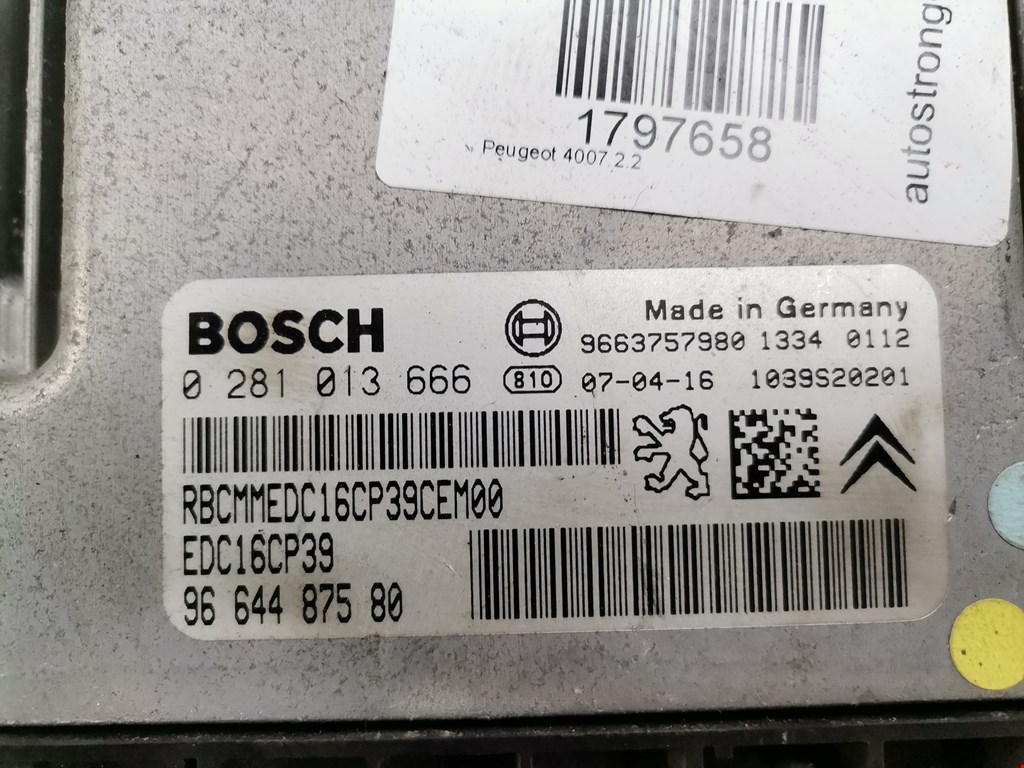 1797658
Peugeot 4007 2.2
autostrong
BOSCH
Made in Germany
9663757980 1334 0112
0 281 013 666 810 07-04-16 1039S20201
RBCMMEDC16CP39CEM00
EDC16CP39
96 644 875 80